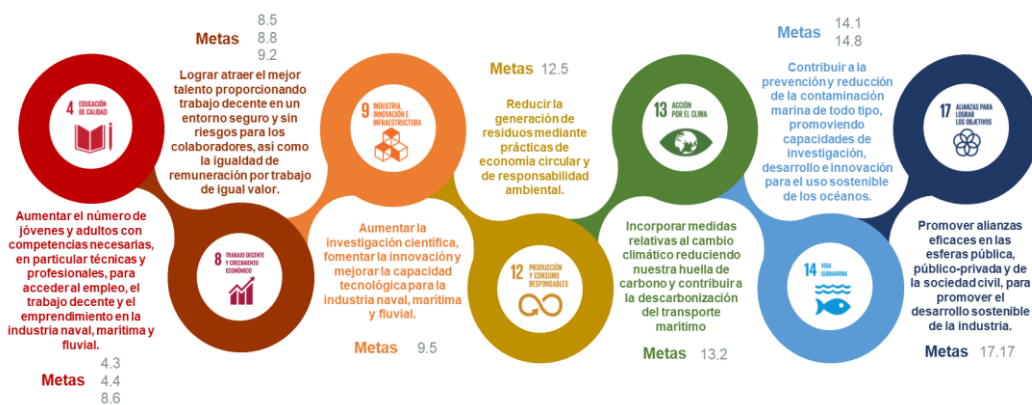 4 EDUCACIÓN
DE CALIDAD
Aumentar el número de
jóvenes y adultos con
competencias necesarias,
en particular técnicas y
profesionales, para
acceder al empleo, el
trabajo decente y el
emprendimiento en la
industria naval, marítima y
fluvial.
Metas
4.3
4.4
8.6
Metas
8.5
8.8
9.2
Lograr atraer el mejor
talento proporcionando
trabajo decente en un
entorno seguro y sin
riesgos para los
colaboradores, así como
la igualdad de
remuneración por trabajo
de igual valor.
8 TRABAJO DECENTE
Y CRECIMIENTO
ECONÓMICO
9 INDUSTRIA,
INNOVACIÓN E
INFRAESTRUCTURA
Aumentar la
investigación científica,
fomentar la innovación y
mejorar la capacidad
tecnológica para la
industria naval, marítima
y fluvial.
Metas 9.5
Metas 12.5
Reducir la
generación de
residuos mediante
prácticas de
economía circular y
de responsabilidad
ambiental.
12 PRODUCCIÓN
Y CONSUMO
RESPONSABLES
13 ACCIÓN
POR EL CLIMA
Incorporar medidas
relativas al cambio
climático reduciendo
nuestra huella de
carbono y contribuir a
la descarbonización
del transporte
marítimo
Metas 13.2
Metas
14.1
14.8
Contribuir a la
prevención y reducción
de la contaminación
marina de todo tipo,
promoviendo
capacidades de
investigación,
desarrollo e innovación
para el uso sostenible
de los océanos.
14 VIDA
SUBMARINA
17 ALIANZAS PARA
LOGRAR
LOS OBJETIVOS
Promover alianzas
eficaces en las
esferas pública,
público-privada y de
la sociedad civil, para
promover el
desarrollo sostenible
de la industria.
Metas 17.17